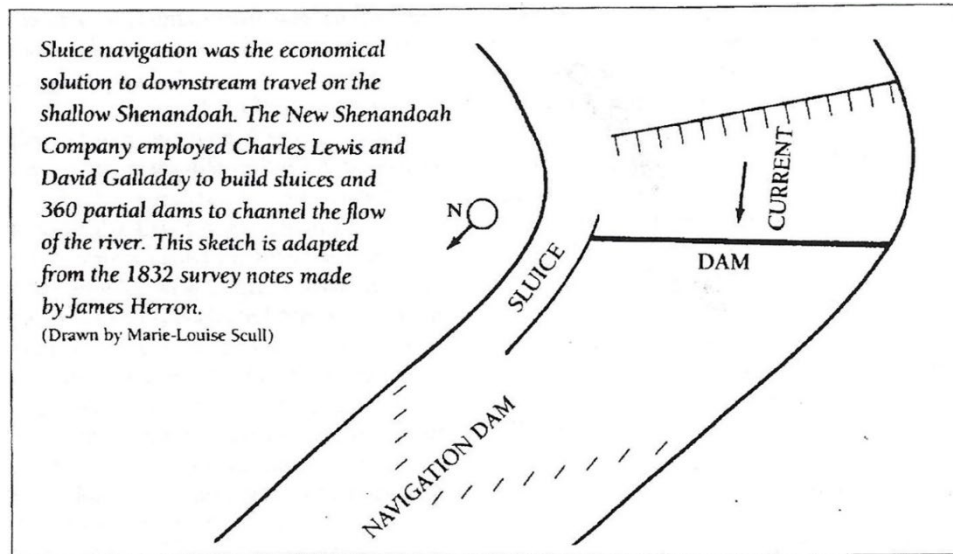 Sluice navigation was the economical
solution to downstream travel on the
shallow Shenandoah. The New Shenandoah
Company employed Charles Lewis and
David Galladay to build sluices and
360 partial dams to channel the flow
of the river. This sketch is adapted
from the 1832 survey notes made
by James Herron.
(Drawn by Marie-Louise Scull)
N
CURRENT
DAM
SLUICE
NAVIGATION DAM